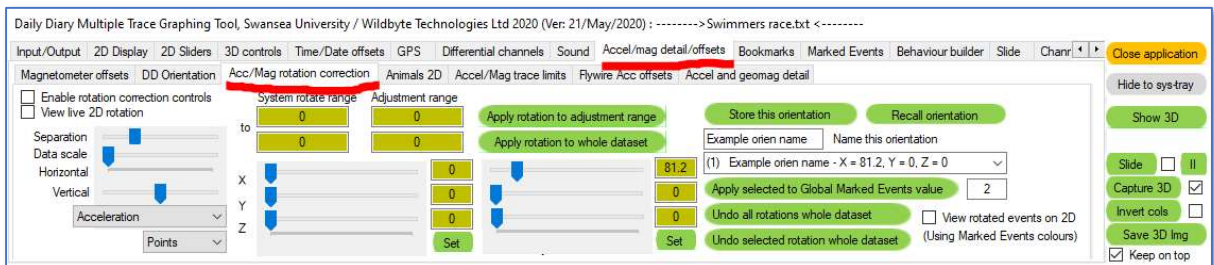 Daily Diary Multiple Trace Graphing Tool, Swansea University / Wildbyte Technologies Ltd 2020 (Ver: 21/May/2020) : -------->Swimmers race.txt <--------
Input/Output 2D Display 2D Sliders 3D controls Time/Date offsets GPS Differential channels Sound Accel/mag detail/offsets Bookmarks Marked Events Behaviour builder Slide Chanr
Close application
Magnetometer offsets DD Orientation Acc/Mag rotation correction Animals 2D Accel/Mag trace limits Flywire Acc offsets Accel and geomag detail
Hide to sys-tray
Enable rotation correction controls System rotate range Adjustment range
View live 2D rotation 0 0 Apply rotation to adjustment range Store this orientation Recall orientation Show 3D
to
Separation 0 0 Apply rotation to whole dataset Example orien name Name this orientation
Data scale
Horizontal X 0 81.2 (1) Example orien name - X = 81.2, Y = 0, Z = 0 Slide II
Vertical Y 0 0 Apply selected to Global Marked Events value 2 Capture 3D
Acceleration Z 0 0 Undo all rotations whole dataset View rotated events on 2D Invert cols
Points Set Set Undo selected rotation whole dataset (Using Marked Events colours) Save 3D Img
Keep on top